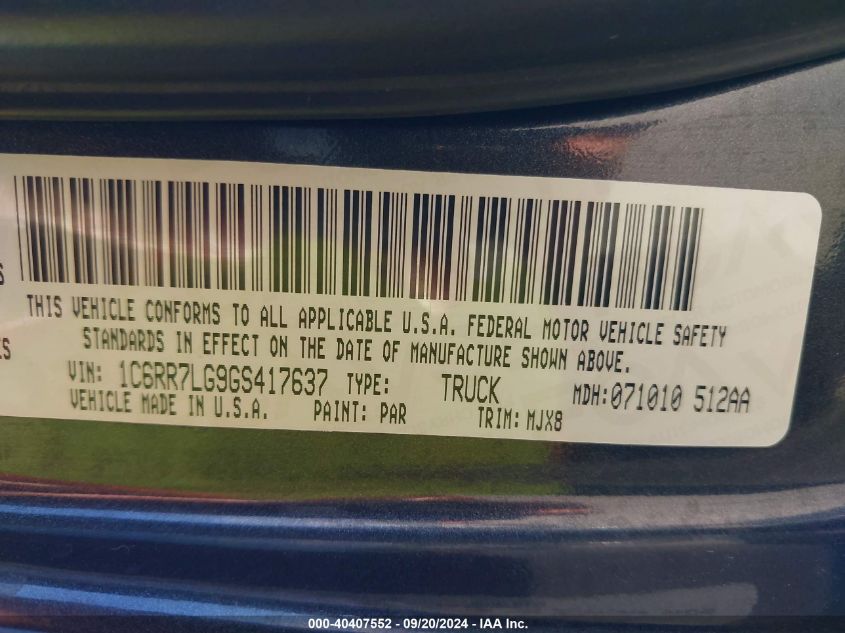 S
THIS VEHICLE CONFORMS TO ALL APPLICABLE U.S.A. FEDERAL MOTOR VEHICLE SAFETY
ES STANDARDS IN EFFECT ON THE DATE OF MANUFACTURE SHOWN ABOVE.
VIN: 1C6RR7LG9GS417637 TYPE: TRUCK MDH:071010 512AA
VEHICLE MADE IN U.S.A. PAINT: PAR TRIM: MJX8
000-40407552 - 09/20/2024 - IAA Inc.